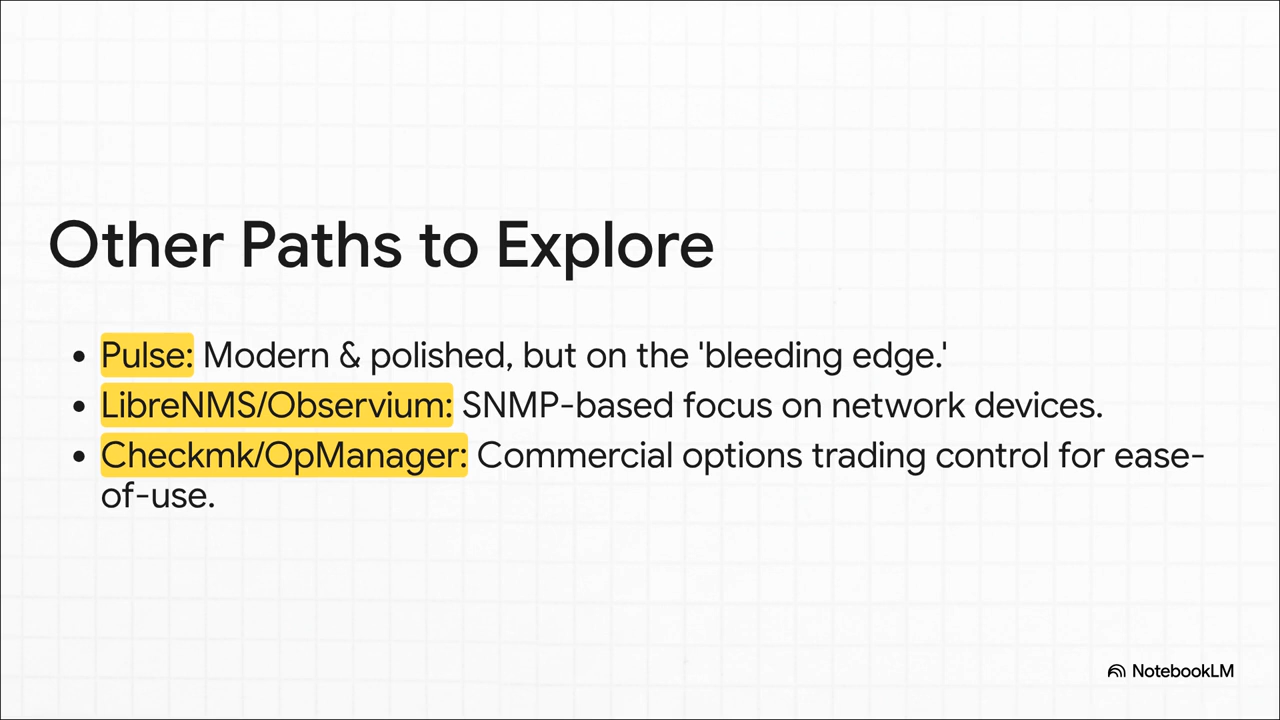 Other Paths to Explore
• Pulse: Modern & polished, but on the 'bleeding edge.'
• LibreNMS/Observium: SNMP-based focus on network devices.
• Checkmk/OpManager: Commercial options trading control for ease-
of-use.
NotebookLM